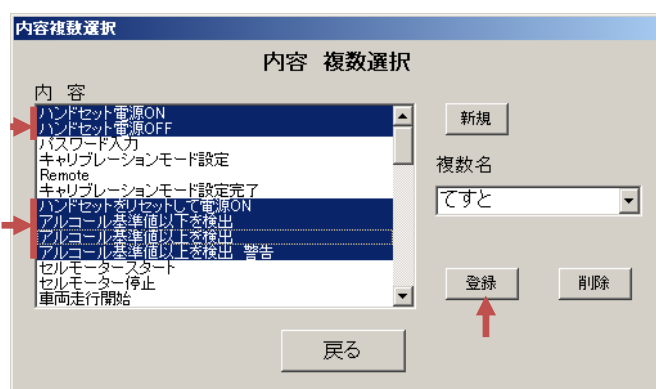 内容複数選択
内容 複数選択
内 容
ハンドセット電源ON
ハンドセット電源OFF
パスワード入力
キャリブレーションモード設定
Remote
キャリブレーションモード設定完了
ハンドセットをリセットして電源ON
アルコール基準値以下を検出
アルコール基準値以上を検出
アルコール基準値以上を検出 警告
セルモータースタート
セルモーター停止
車両走行開始
新規
複数名
てすと
登録
削除
戻る